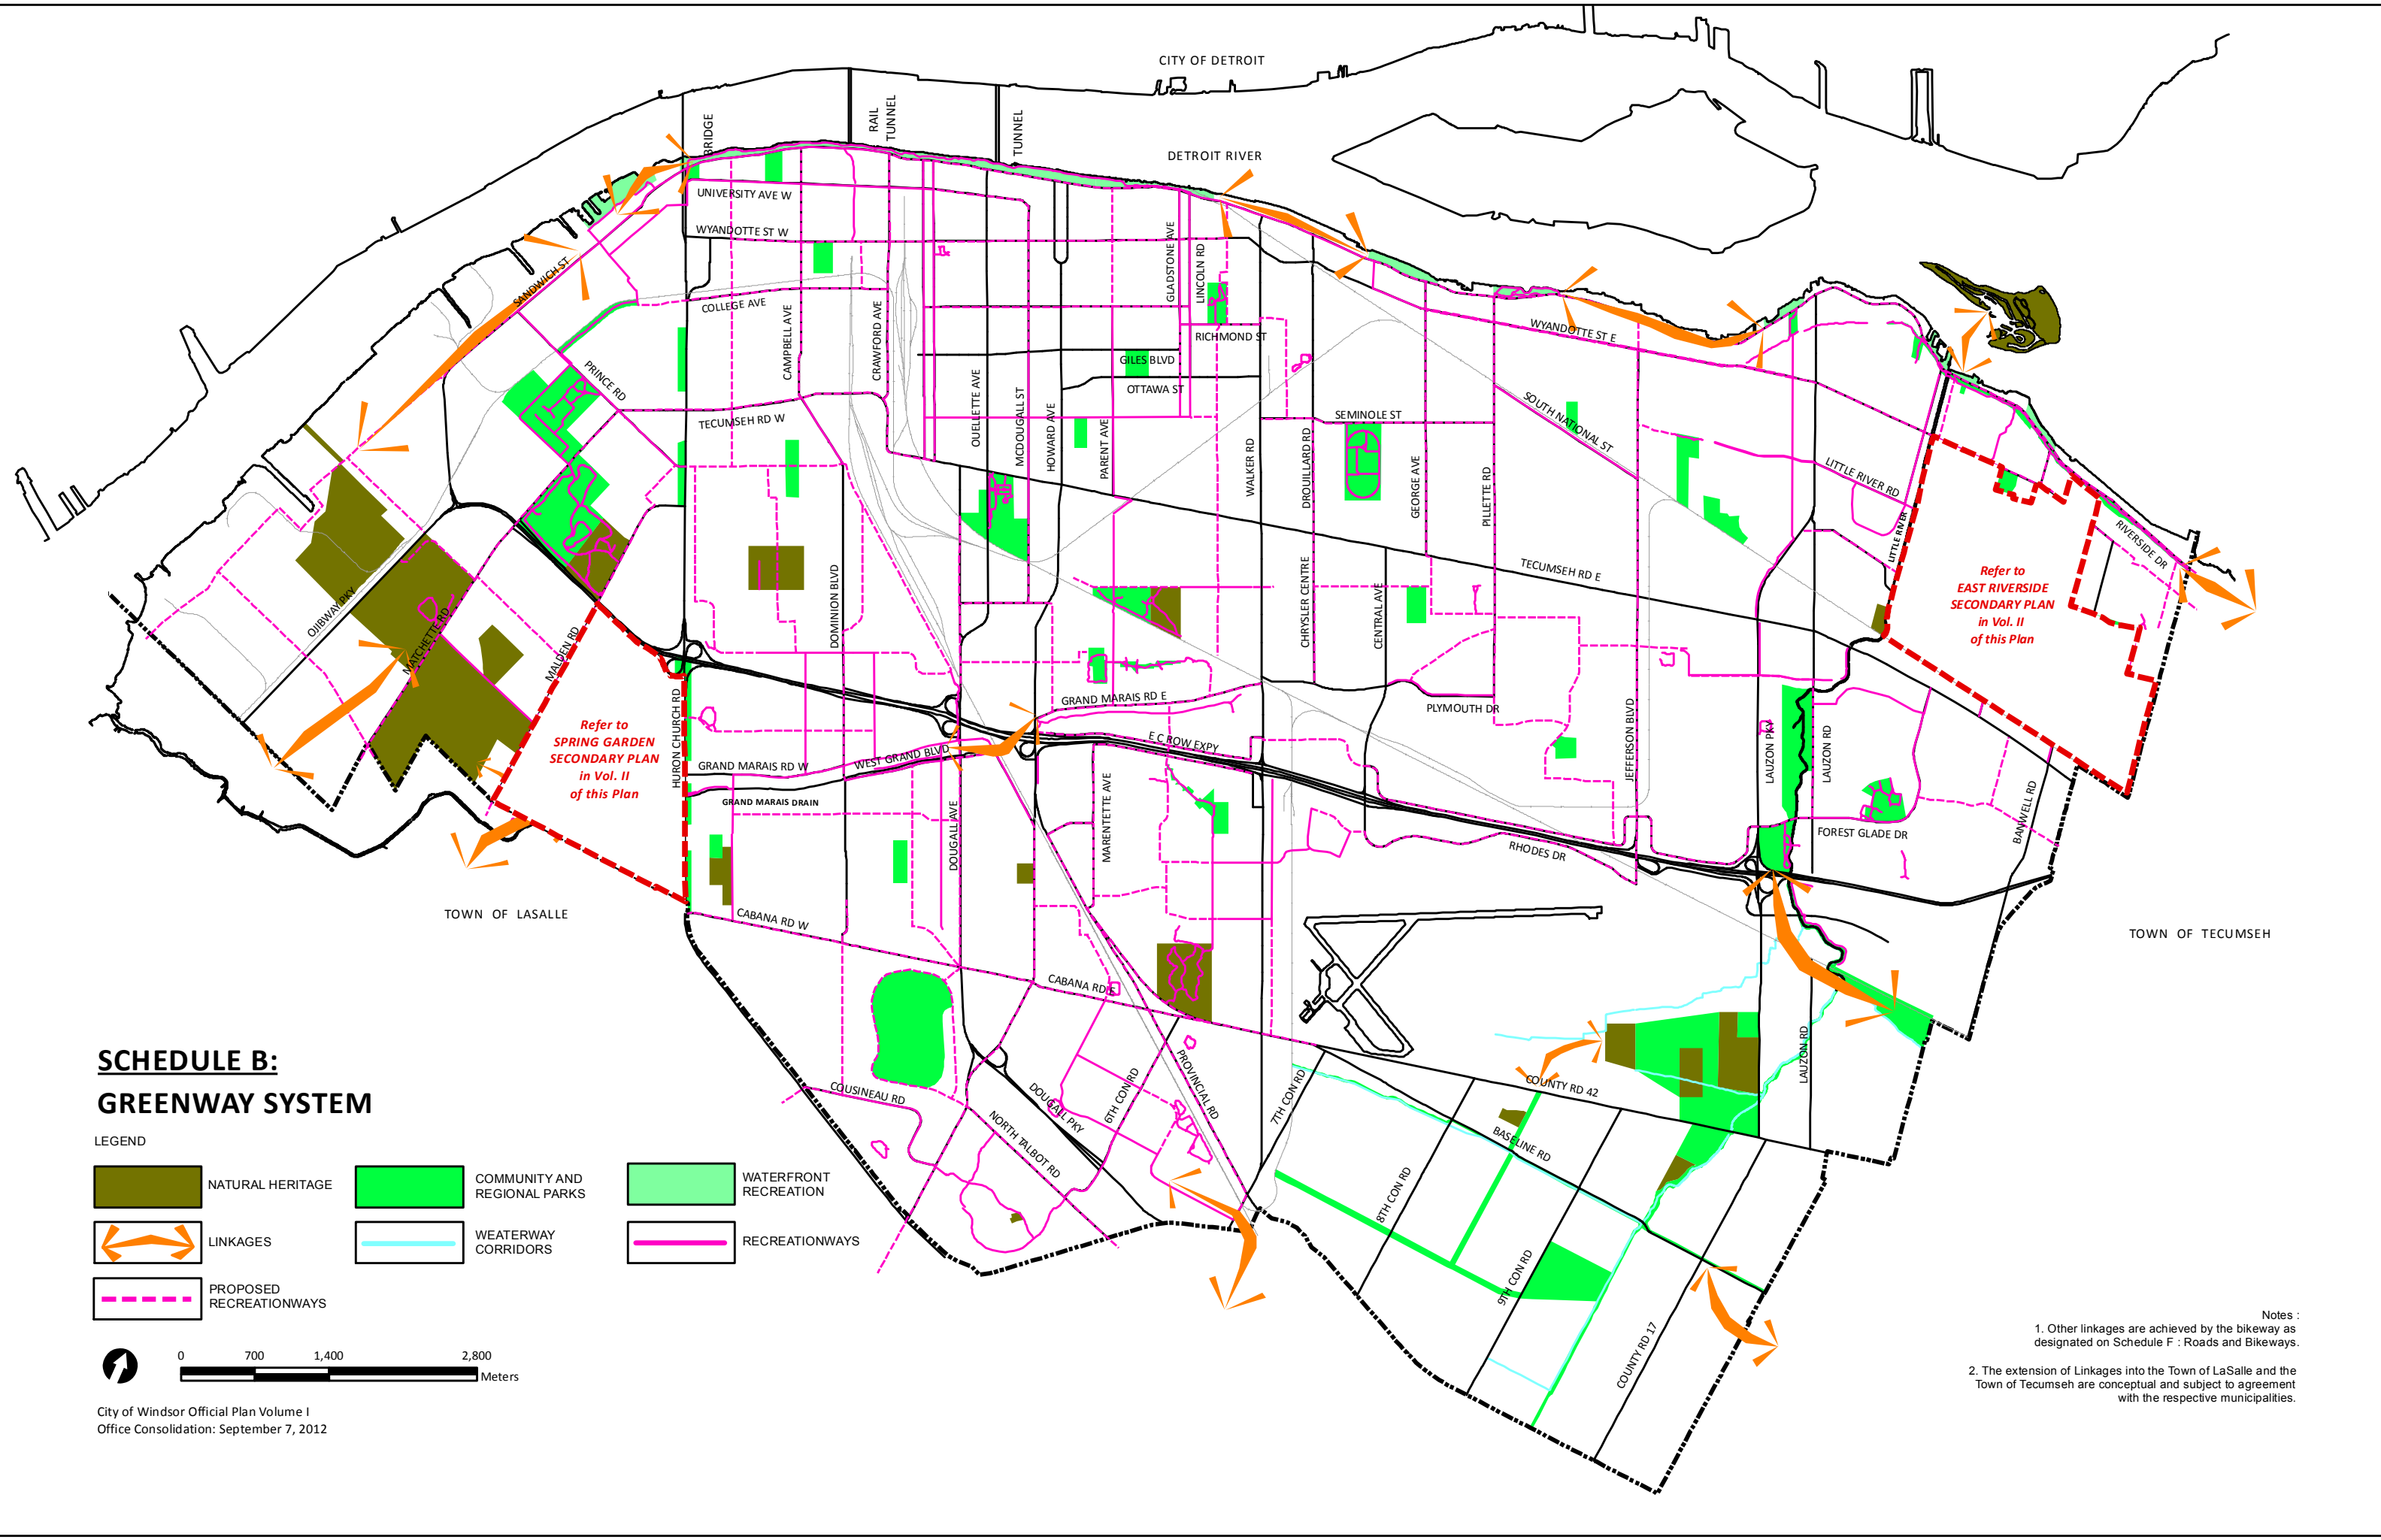 CITY OF DETROIT
BRIDGE
RAIL
TUNNEL
TUNNEL
DETROIT RIVER
UNIVERSITY AVE W
WYANDOTTE ST W
GLADSTONE AVE
LINCOLN RD
SANDWICH ST
COLLEGE AVE
CAMPBELL AVE
CRAWFORD AVE
RICHMOND ST
WYANDOTTE ST E
GILES BLVD
PRINCE RD
OTTAWA ST
OUELLETTE AVE
MCDOUGALL ST
HOWARD AVE
PARENT AVE
TECUMSEH RD W
SEMINOLE ST
SOUTH NATIONAL ST
WALKER RD
DROUILLARD RD
GEORGE AVE
PILLETTE RD
LITTLE RIVER RD
LITTLE RIVER
RIVERSIDE DR
OJIBWAY PKY
MATCHETTE RD
MALDEN RD
DOMINION BLVD
CHRYSLER CENTRE
CENTRAL AVE
TECUMSEH RD E
Refer to
EAST RIVERSIDE
SECONDARY PLAN
in Vol. II
of this Plan
Refer to
SPRING GARDEN
SECONDARY PLAN
in Vol. II
of this Plan
HURON CHURCH RD
GRAND MARAIS RD E
PLYMOUTH DR
JEFFERSON BLVD
LAUZON PKY
LAUZON RD
E C ROW EXPY
WEST GRAND BLVD
GRAND MARAIS RD W
GRAND MARAIS DRAIN
DOUGALL AVE
MARENTETTE AVE
RHODES DR
FOREST GLADE DR
BANWELL RD
TOWN OF LASALLE
CABANA RD W
TOWN OF TECUMSEH
CABANA RD E
LAUZON RD
COUNTY RD 42
COUSINEAU RD
NORTH TALBOT RD
DOUGALL PKY
6TH CON RD
PROVINCIAL RD
7TH CON RD
BASELINE RD
8TH CON RD
9TH CON RD
COUNTY RD 17
SCHEDULE B:
GREENWAY SYSTEM
LEGEND
NATURAL HERITAGE
COMMUNITY AND
REGIONAL PARKS
WATERFRONT
RECREATION
LINKAGES
WEATERWAY
CORRIDORS
RECREATIONWAYS
PROPOSED
RECREATIONWAYS
0 700 1,400 2,800
Meters
City of Windsor Official Plan Volume I
Office Consolidation: September 7, 2012
Notes :
1. Other linkages are achieved by the bikeway as
designated on Schedule F : Roads and Bikeways.
2. The extension of Linkages into the Town of LaSalle and the
Town of Tecumseh are conceptual and subject to agreement
with the respective municipalities.